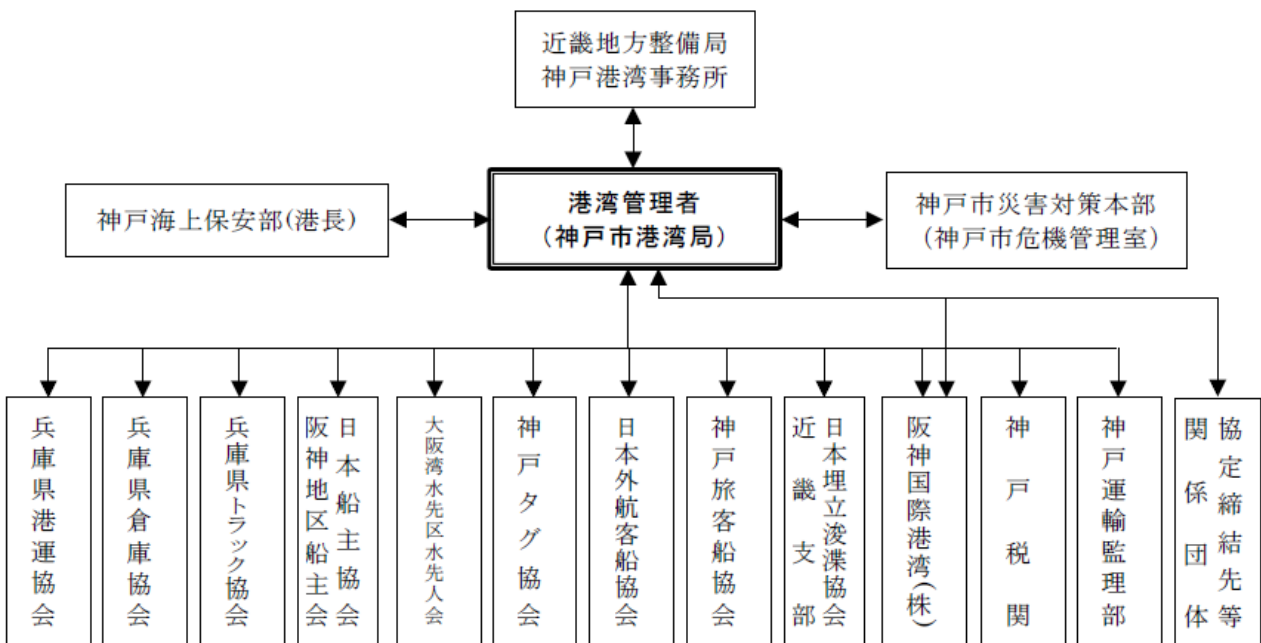 近畿地方整備局
神戸港湾事務所
神戸海上保安部(港長)
港湾管理者
（神戸市港湾局）
神戸市災害対策本部
（神戸市危機管理室）
兵庫県港運協会
兵庫県倉庫協会
兵庫県トラック協会
日本船主協会
阪神地区船主会
大阪湾水先区水先人会
神戸タグ協会
日本外航客船協会
神戸旅客船協会
日本埋立浚渫協会
近畿支部
阪神国際港湾(株)
神戸税関
神戸運輸監理部
協定締結先等
関係団体